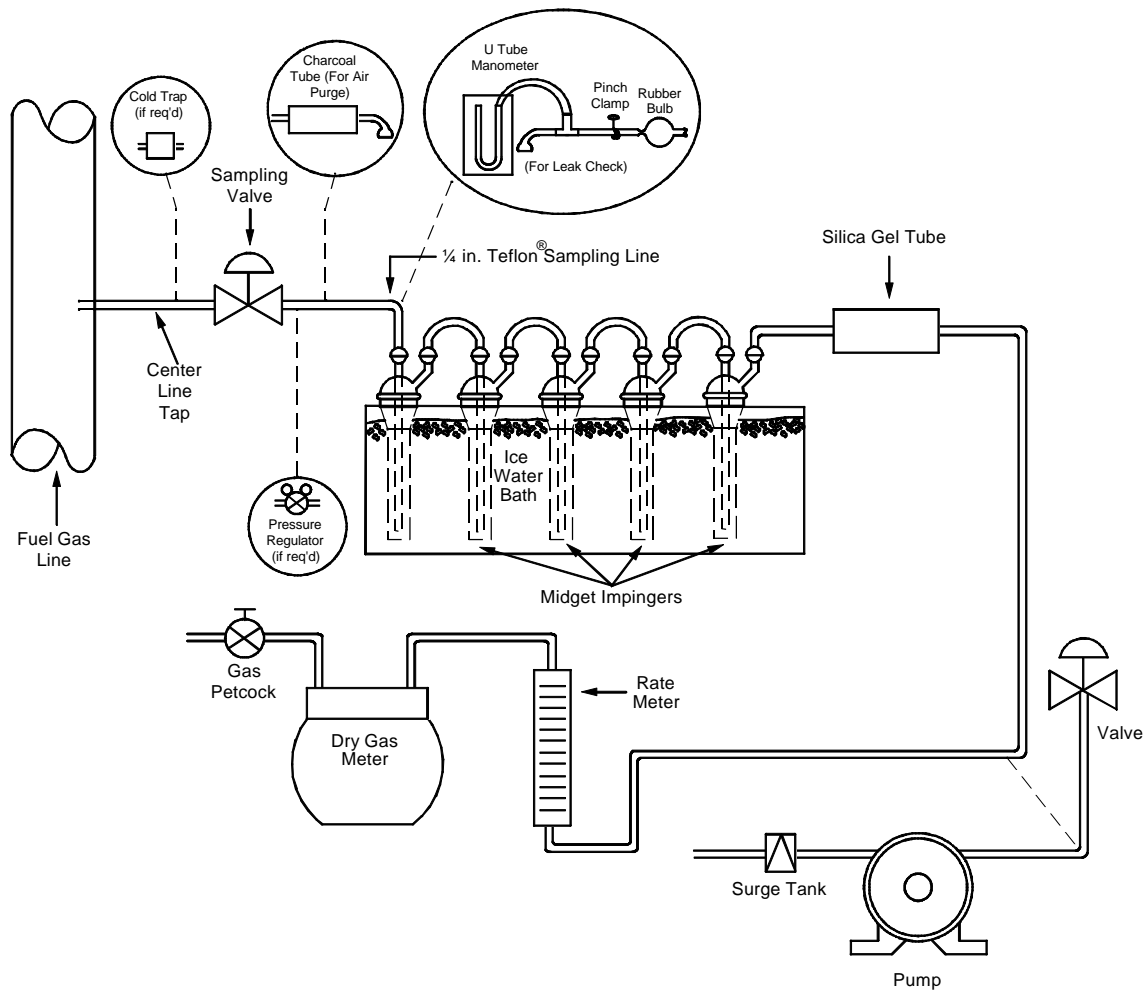 U Tube
Manometer
Charcoal
Tube (For Air
Purge)
Pinch
Clamp
Rubber
Bulb
Cold Trap
(if req'd)
(For Leak Check)
Sampling
Valve
¼ in. Teflon® Sampling Line
Silica Gel Tube
Center
Line
Tap
Ice
Water
Bath
Pressure
Regulator
(if req'd)
Fuel Gas
Line
Midget Impingers
Gas
Petcock
Rate
Meter
Dry Gas
Meter
Valve
Surge Tank
Pump